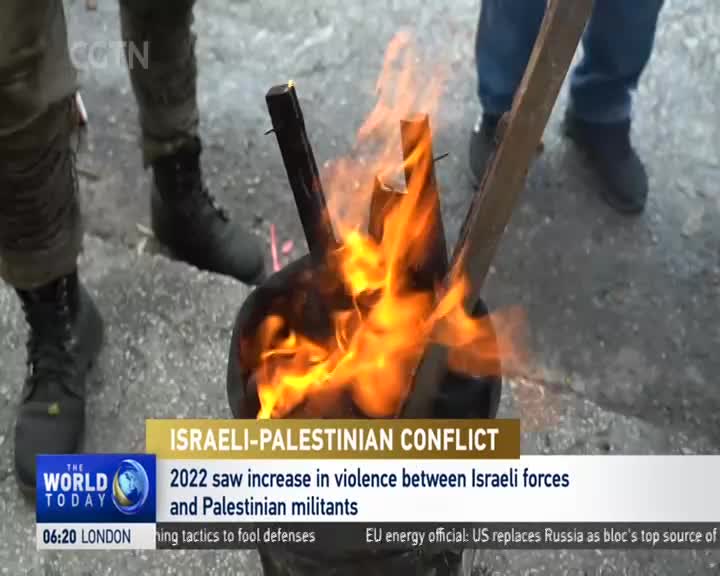 CGTN
ISRAELI-PALESTINIAN CONFLICT
2022 saw increase in violence between Israeli forces
and Palestinian militants
THE
WORLD
TODAY
06:20 LONDON
ning tactics to fool defenses EU energy official: US replaces Russia as bloc's top source of